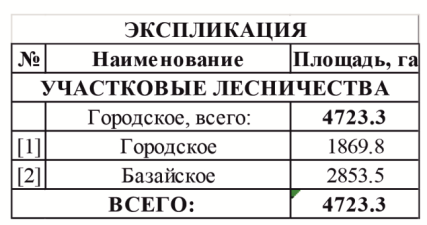 ЭКСПЛИКАЦИЯ
№ Наименование Площадь, га
УЧАСТКОВЫЕ ЛЕСНИЧЕСТВА
Городское, всего: 4723.3
[1] Городское 1869.8
[2] Базайское 2853.5
ВСЕГО: 4723.3